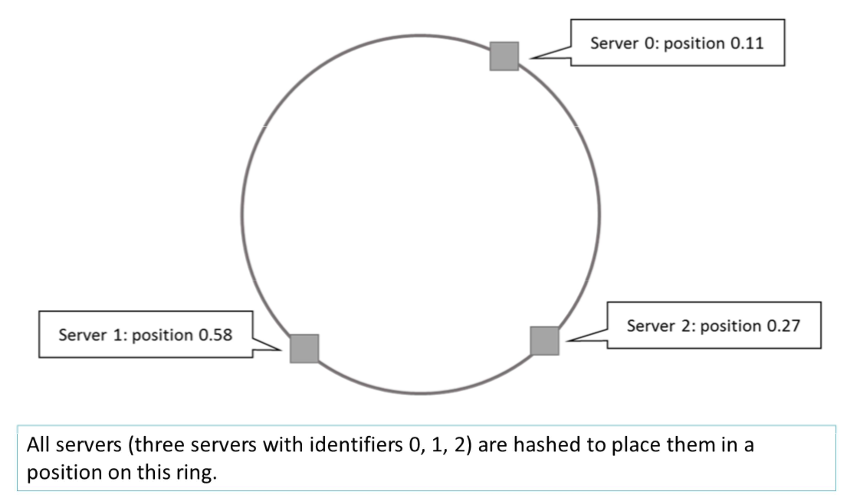 Server 0: position 0.11
Server 1: position 0.58
Server 2: position 0.27
All servers (three servers with identifiers 0, 1, 2) are hashed to place them in a
position on this ring.